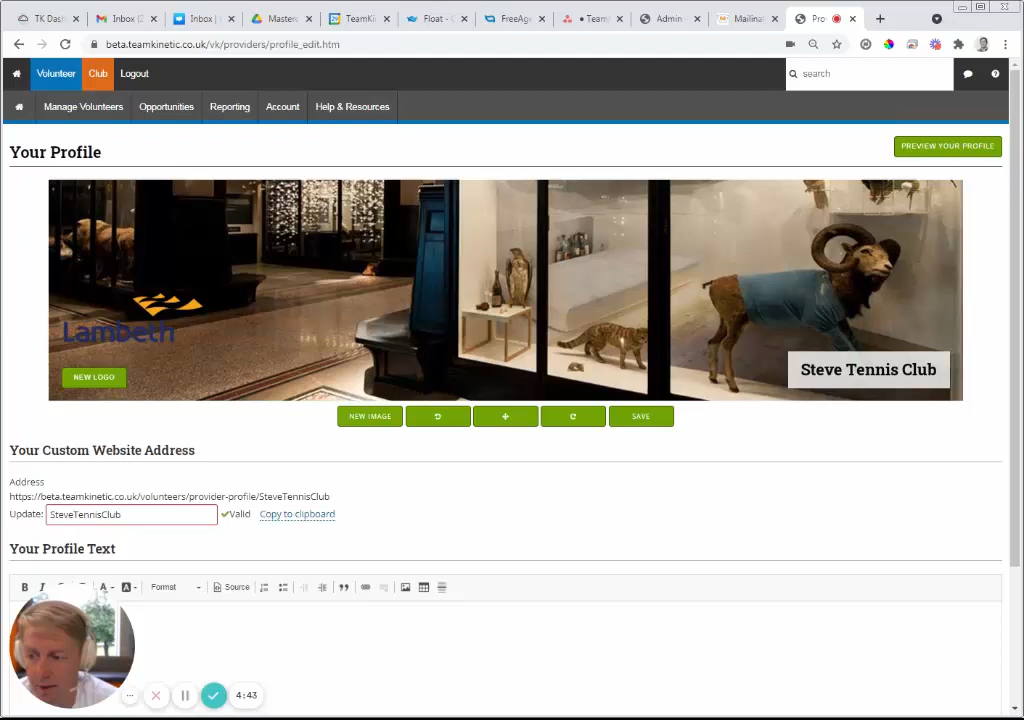 TK Dash
Inbox (2
Inbox |
Masters
TeamKi
Float - C
FreeAge
• Team
Admin
Mailina
Pro
beta.teamkinetic.co.uk/vk/providers/profile_edit.htm
Volunteer
Club
Logout
search
Manage Volunteers
Opportunities
Reporting
Account
Help & Resources
Your Profile
PREVIEW YOUR PROFILE
Lambeth
NEW LOGO
Steve Tennis Club
NEW IMAGE
SAVE
Your Custom Website Address
Address
https://beta.teamkinetic.co.uk/volunteers/provider-profile/SteveTennisClub
Update: SteveTennisClub Valid Copy to clipboard
Your Profile Text
B I A A Format Source
4:43